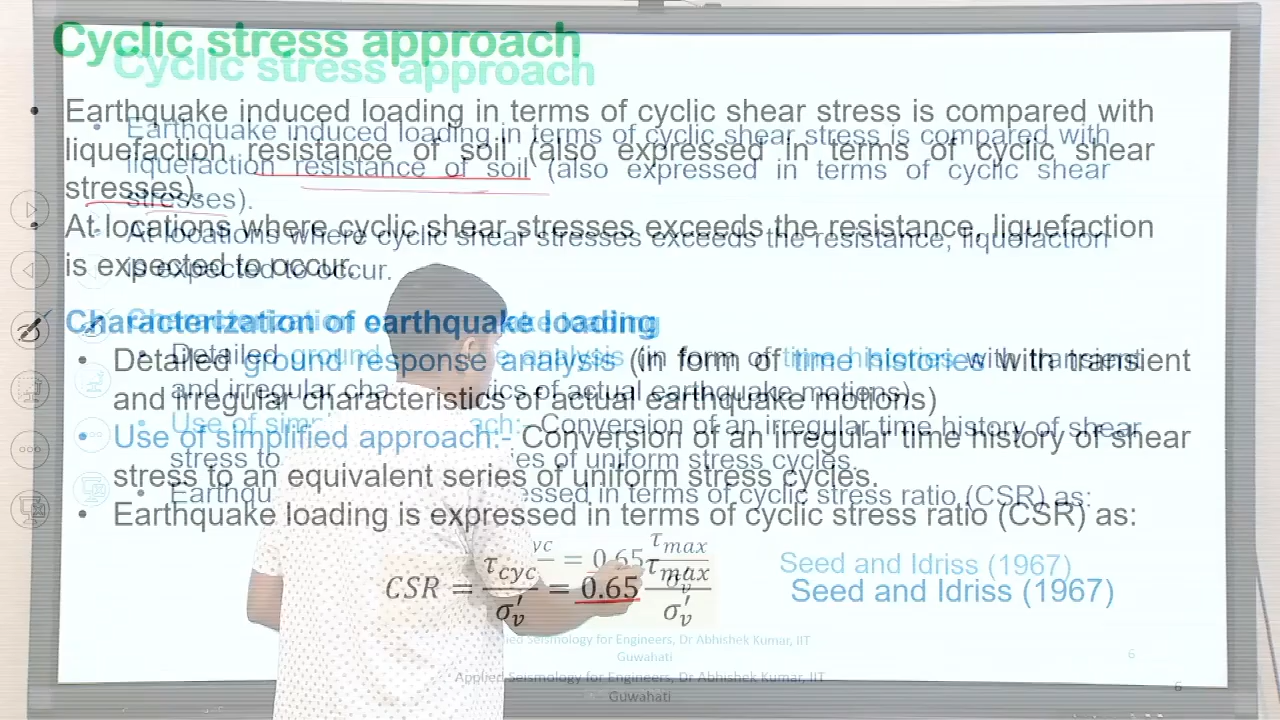 Cyclic stress approach
• Earthquake induced loading in terms of cyclic shear stress is compared with
liquefaction resistance of soil (also expressed in terms of cyclic shear
stresses).
• At locations where cyclic shear stresses exceeds the resistance, liquefaction
is expected to occur.
Characterization of earthquake loading
• Detailed ground response analysis (in form of time histories with transient
and irregular characteristics of actual earthquake motions)
• Use of simplified approach:- Conversion of an irregular time history of shear
stress to an equivalent series of uniform stress cycles.
• Earthquake loading is expressed in terms of cyclic stress ratio (CSR) as:
CSR = τcyc/σ'v = 0.65 τmax/σ'v
Seed and Idriss (1967)
Applied Seismology for Engineers, Dr Abhishek Kumar, IIT
Guwahati
6